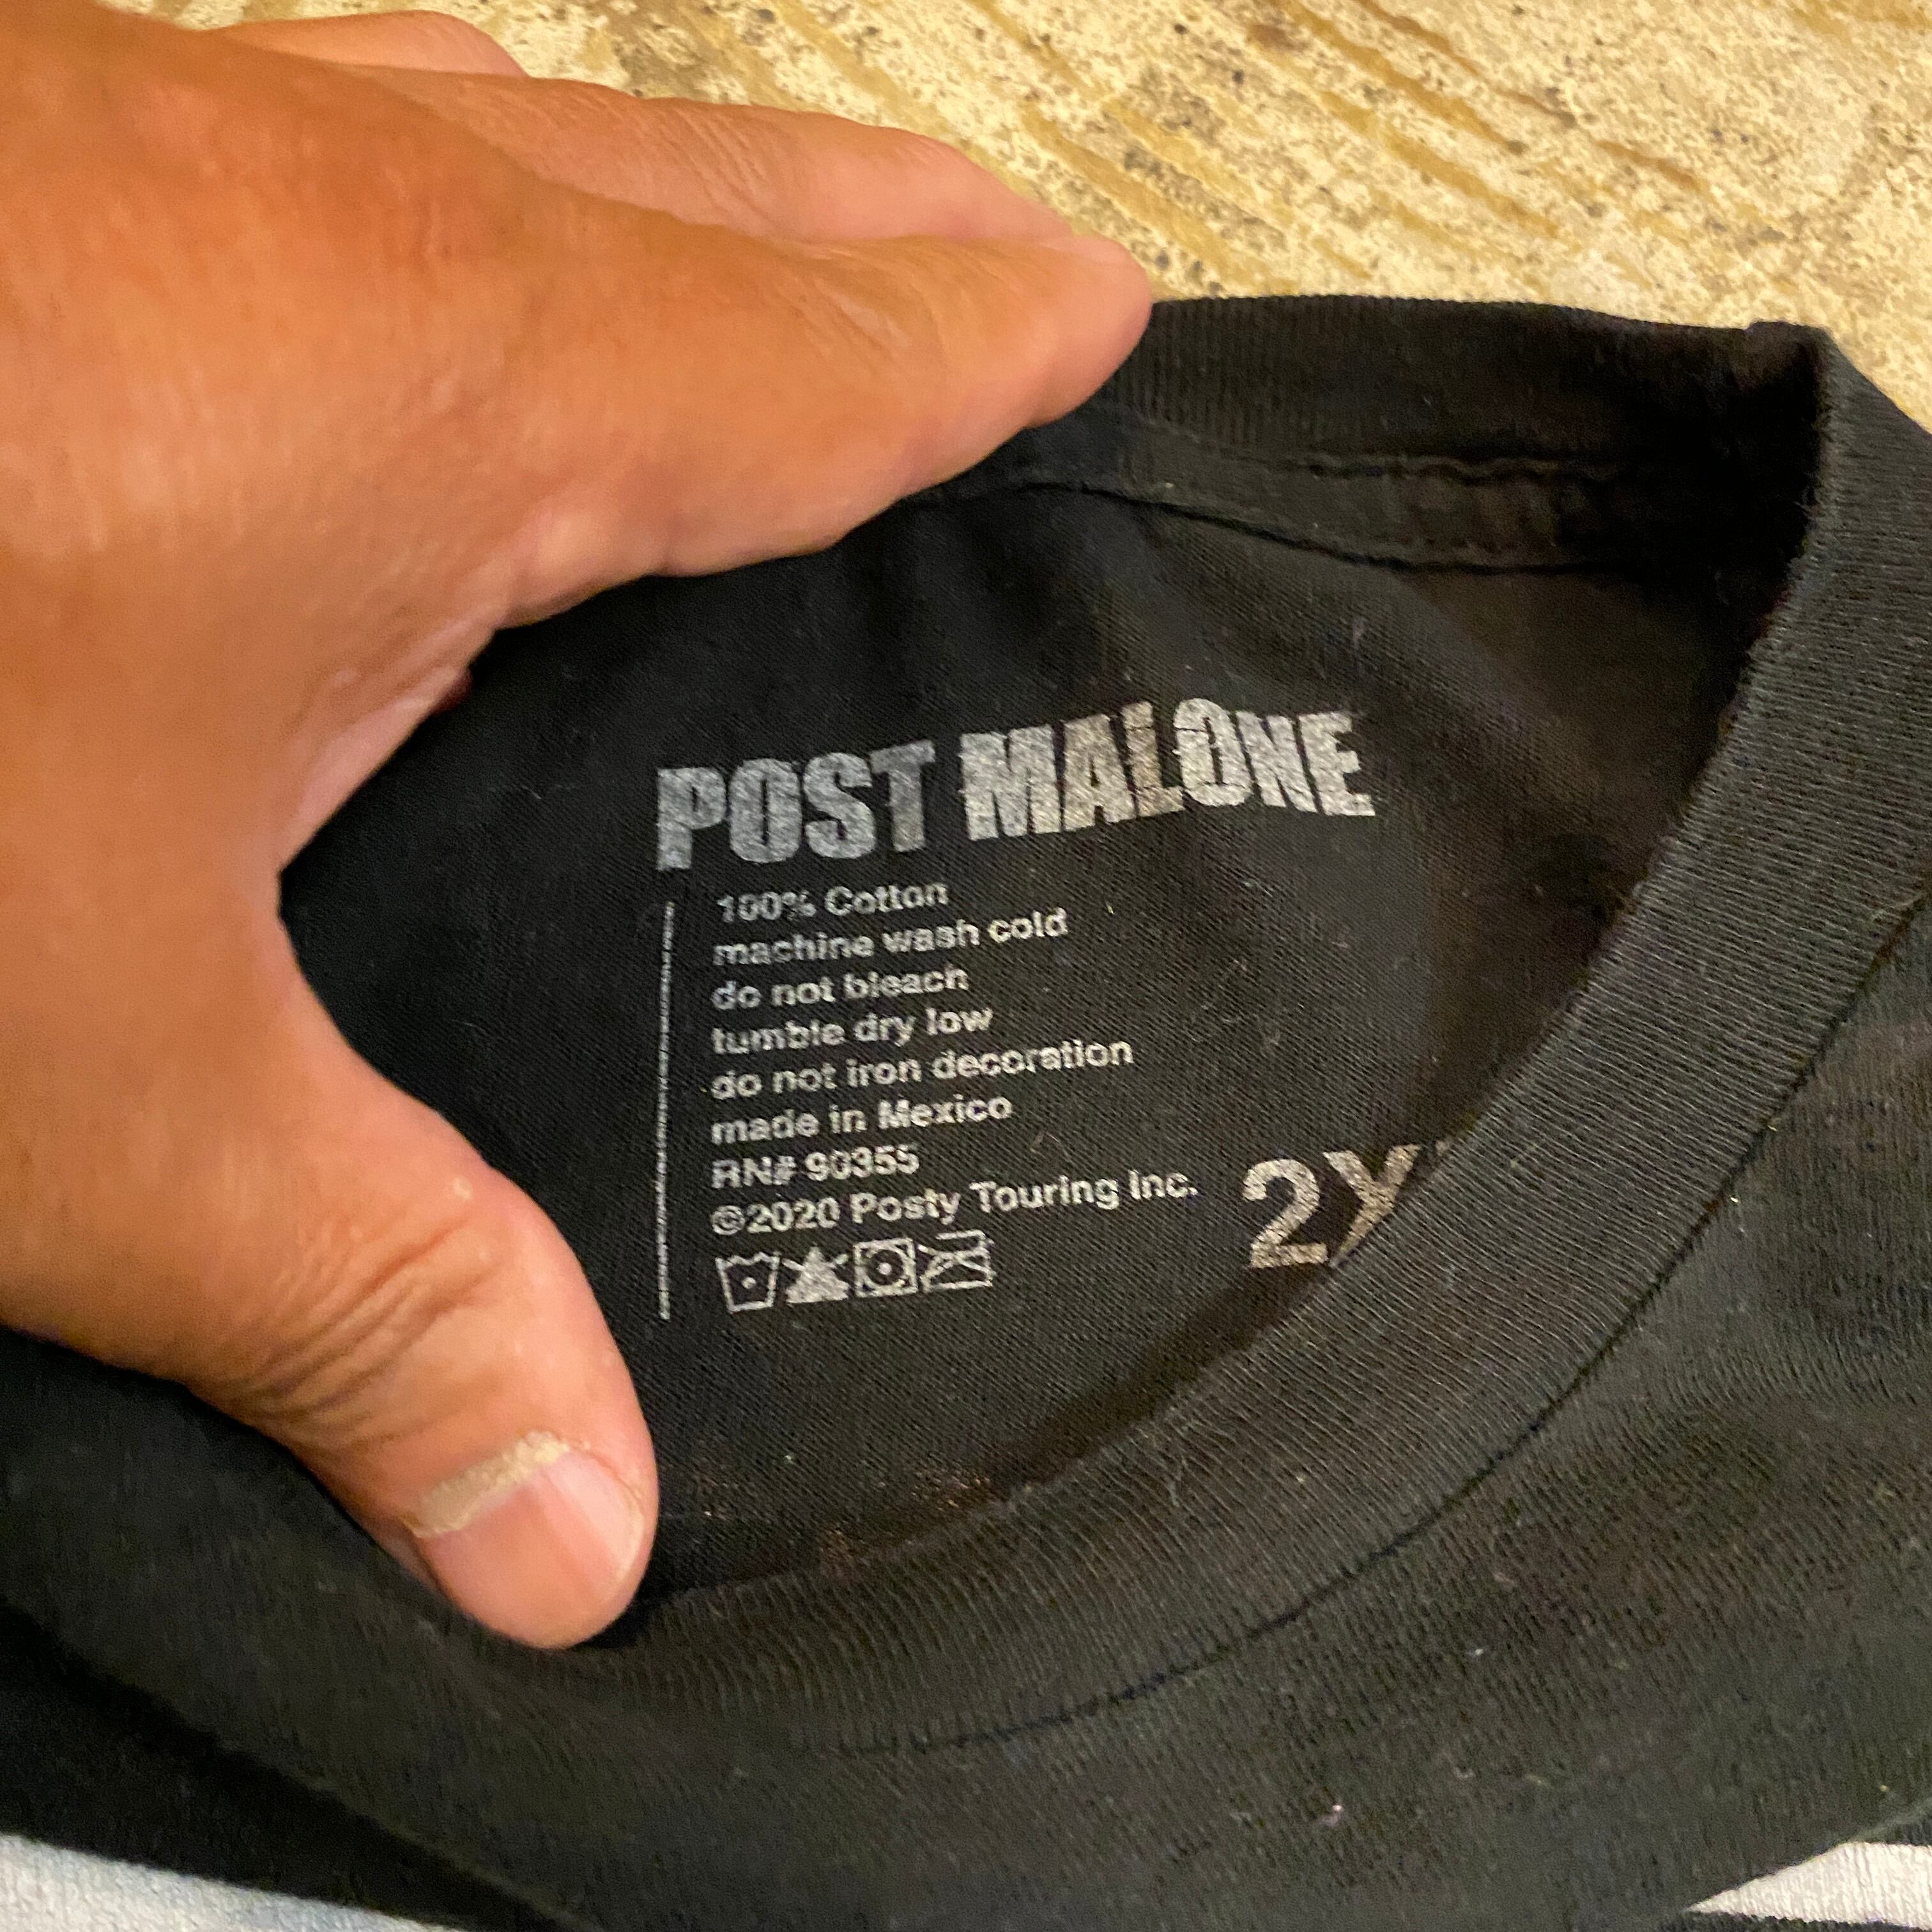 POST MALONE
100% Cotton
machine wash cold
do not bleach
tumble dry low
do not iron decoration
made in Mexico
RN# 90355
©2020 Posty Touring Inc.
2X